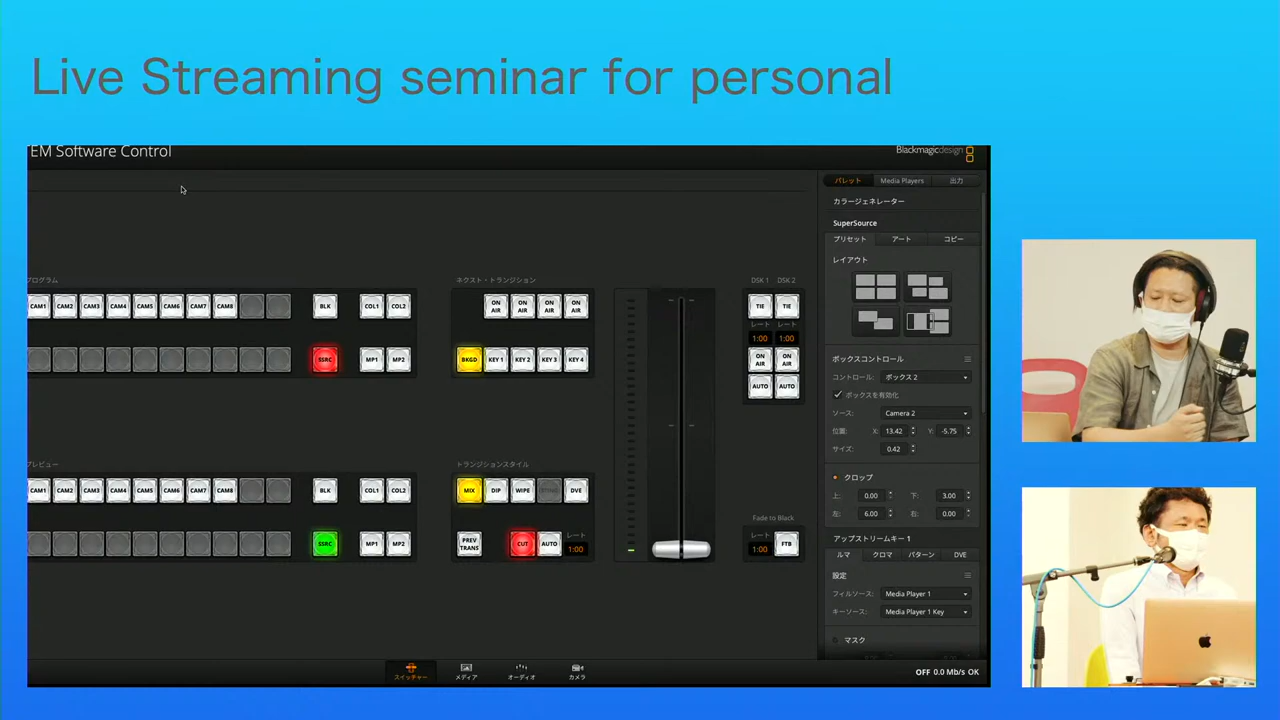 Live Streaming seminar for personal
EM Software Control
Blackmagicdesign
パレット Media Players 出力
カラージェネレーター
SuperSource
プリセット アート コピー
レイアウト
プログラム
CAM1 CAM2 CAM3 CAM4 CAM5 CAM6 CAM7 CAM8 BLK COL1 COL2
SSRC MP1 MP2
ネクスト・トランジション
ON AIR ON AIR ON AIR ON AIR
BKGD KEY 1 KEY 2 KEY 3 KEY 4
DSK 1 DSK 2
TIE TIE
レート レート
1:00 1:00
ON AIR ON AIR
AUTO AUTO
ボックスコントロール
コントロール: ボックス 2
ボックスを有効化
ソース: Camera 2
位置: X: 13.42 Y: -5.75
サイズ: 0.42
クロップ
上: 0.00 下: 3.00
左: 6.00 右: 0.00
プレビュー
CAM1 CAM2 CAM3 CAM4 CAM5 CAM6 CAM7 CAM8 BLK COL1 COL2
SSRC MP1 MP2
トランジションスタイル
MIX DIP WIPE DVE
PREV TRANS CUT AUTO レート 1:00
Fade to Black
レート 1:00 FTB
アップストリームキー 1
ルマ クロマ パターン DVE
設定
フィルソース: Media Player 1
キーソース: Media Player 1 Key
マスク
スイッチャー メディア オーディオ カメラ
OFF 0.0 Mb/s OK